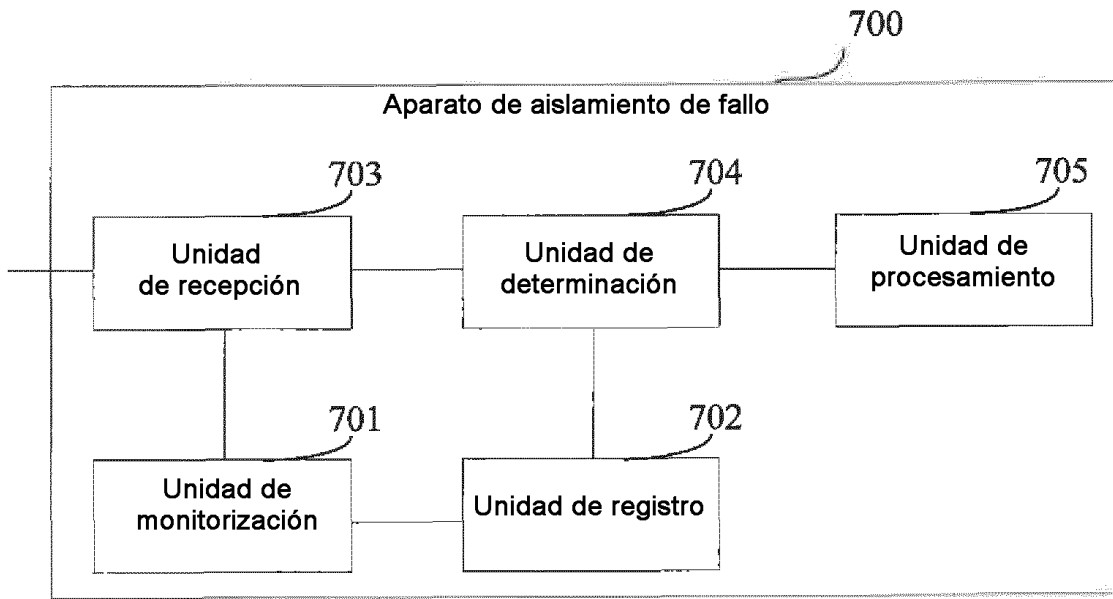 700
Aparato de aislamiento de fallo
703
704
705
Unidad
de recepción
Unidad de
determinación
Unidad de
procesamiento
701
702
Unidad de
monitorización
Unidad de registro